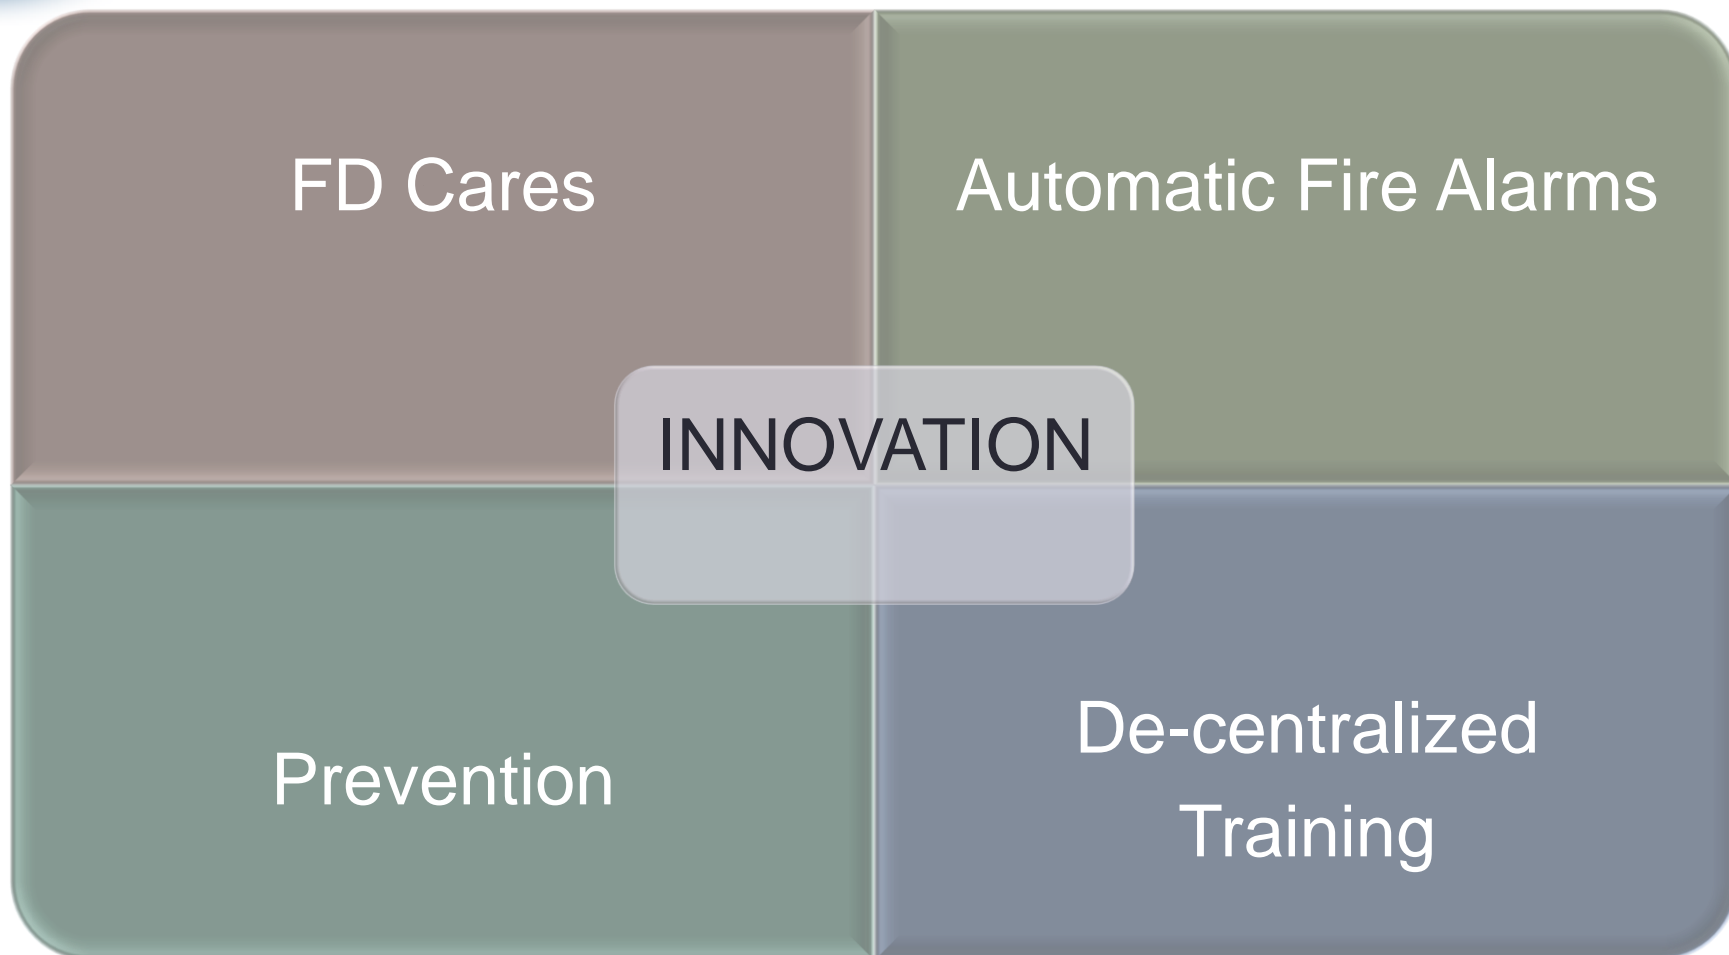 FD Cares
Automatic Fire Alarms
INNOVATION
Prevention
De-centralized
Training